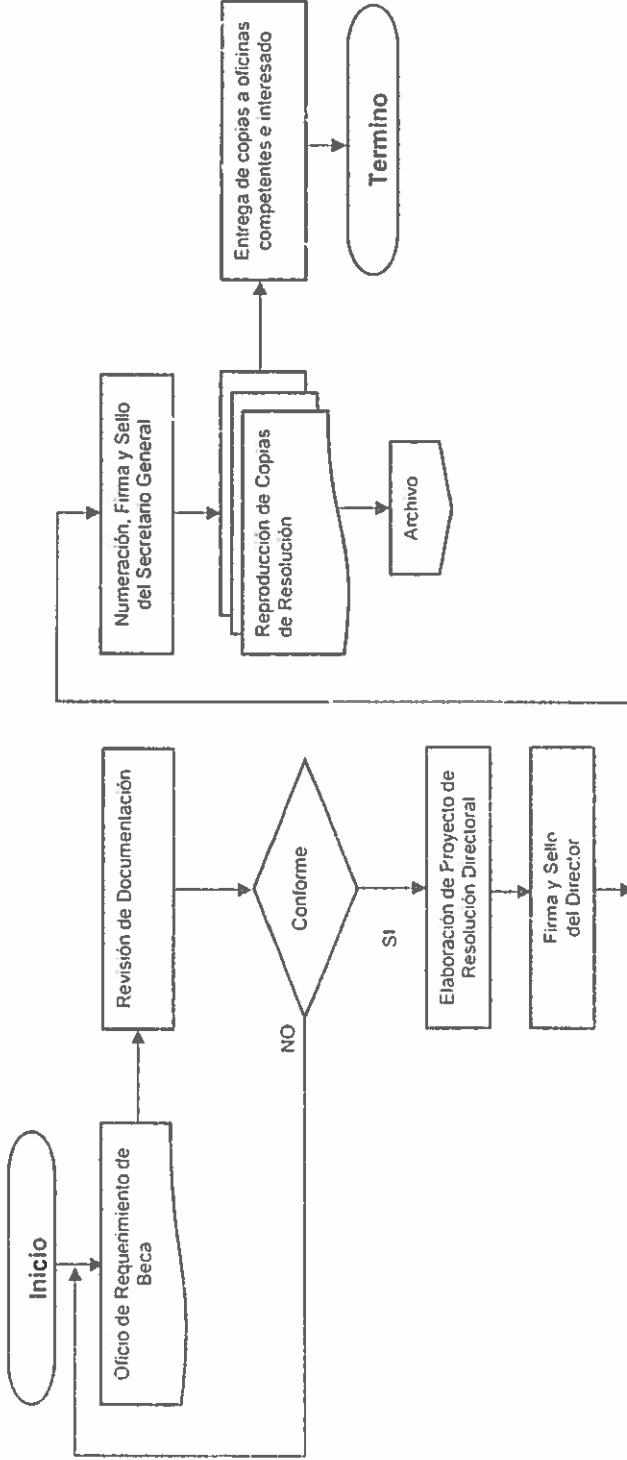 Inicio
Oficio de Requerimiento de
Beca
Revisión de Documentación
Conforme
NO
SI
Elaboración de Proyecto de
Resolución Directoral
Firma y Sello
del Director
Numeración, Firma y Sello
del Secretario General
Reproducción de Copias
de Resolución
Archivo
Entrega de copias a oficinas
competentes e interesado
Termino